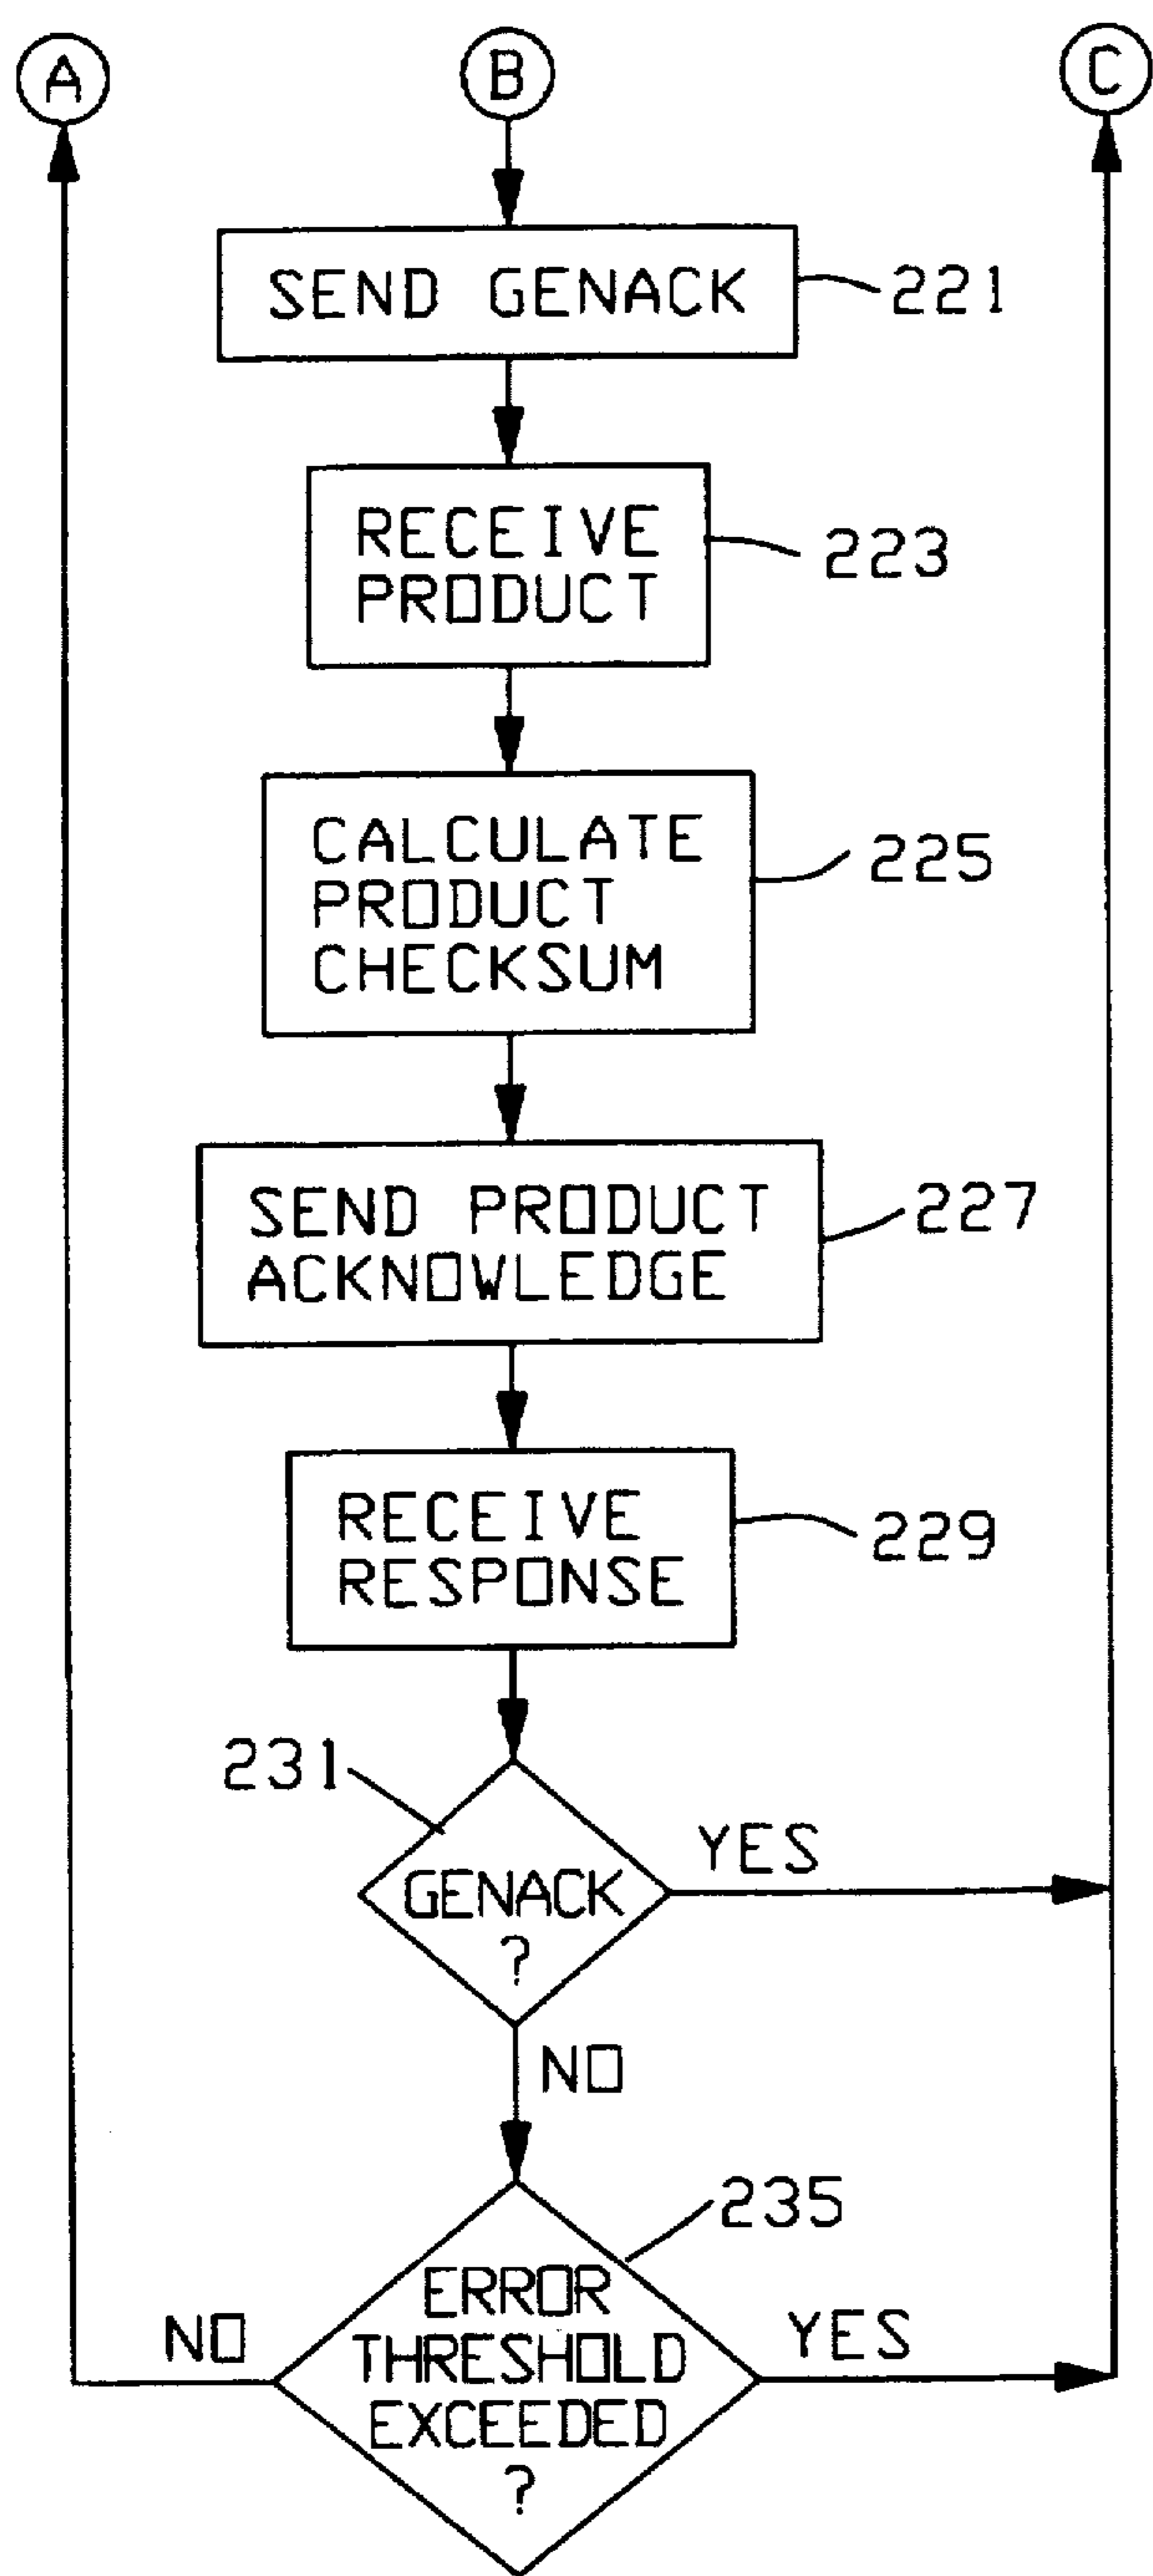 A
B
C
SEND GENACK
221
RECEIVE
PRODUCT
223
CALCULATE
PRODUCT
CHECKSUM
225
SEND PRODUCT
ACKNOWLEDGE
227
RECEIVE
RESPONSE
229
231
GENACK
?
YES
NO
235
ERROR
THRESHOLD
EXCEEDED
?
NO
YES